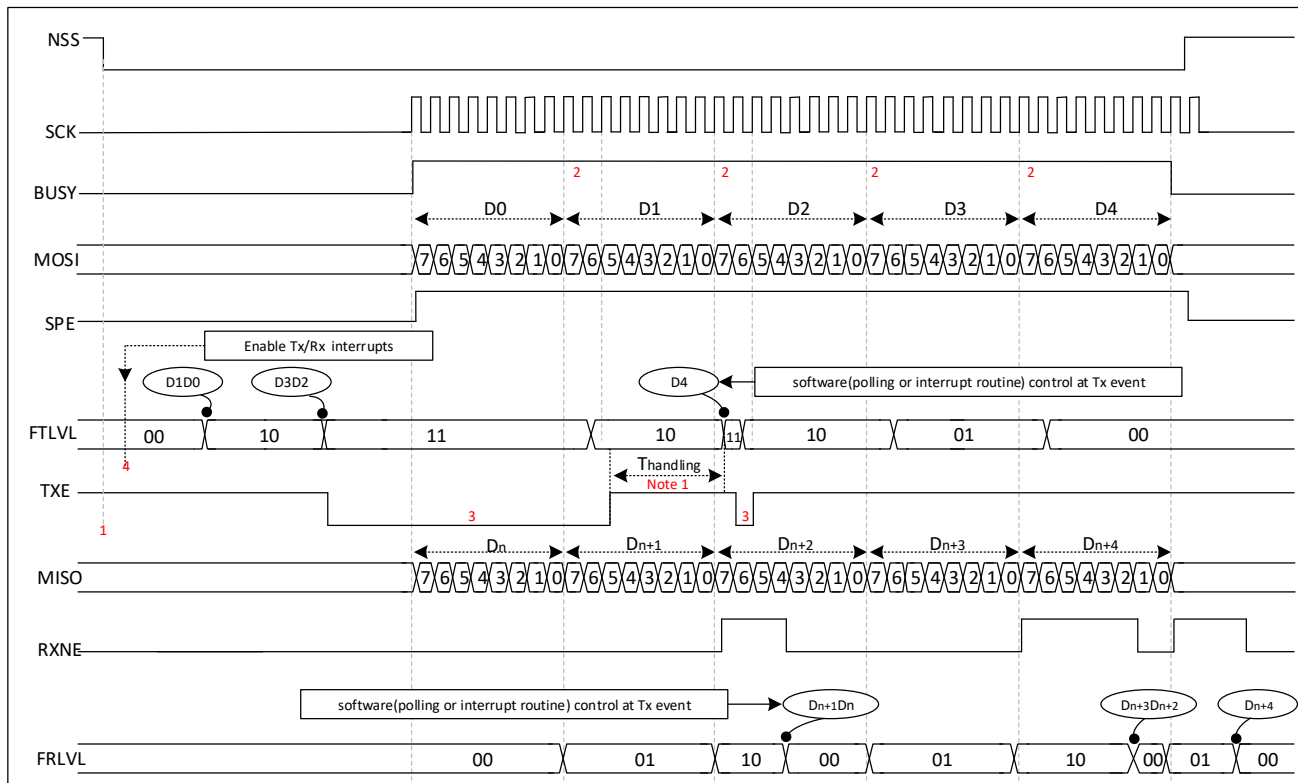 NSS
SCK
BUSY
2 2 2 2
D0 D1 D2 D3 D4
MOSI 7 6 5 4 3 2 1 0 7 6 5 4 3 2 1 0 7 6 5 4 3 2 1 0 7 6 5 4 3 2 1 0 7 6 5 4 3 2 1 0
SPE
Enable Tx/Rx interrupts
D1D0 D3D2 D4 software(polling or interrupt routine) control at Tx event
FTLVL 00 10 11 10 11 10 01 00
4
Thandling
Note 1
TXE
3 3
1
Dn Dn+1 Dn+2 Dn+3 Dn+4
MISO 7 6 5 4 3 2 1 0 7 6 5 4 3 2 1 0 7 6 5 4 3 2 1 0 7 6 5 4 3 2 1 0 7 6 5 4 3 2 1 0
RXNE
software(polling or interrupt routine) control at Tx event Dn+1Dn Dn+3Dn+2 Dn+4
FRLVL 00 01 10 00 01 10 00 01 00